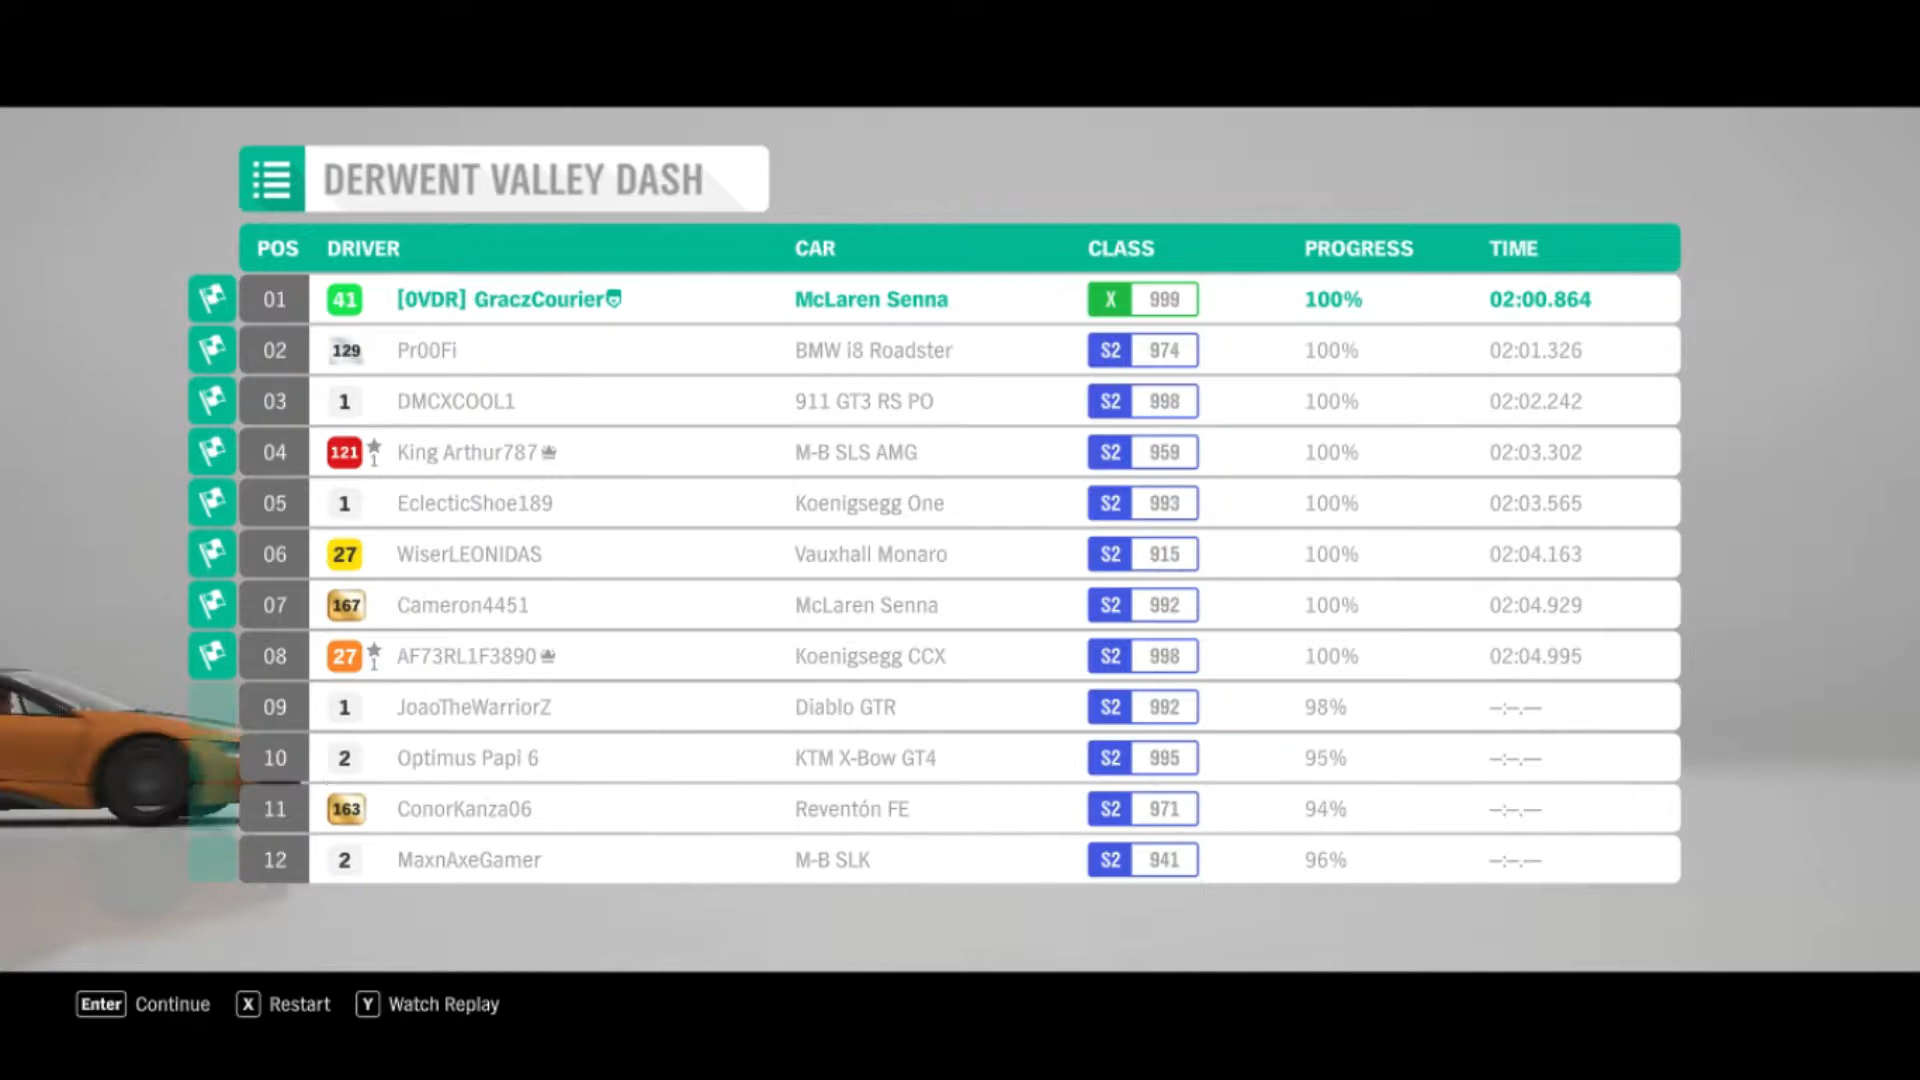 DERWENT VALLEY DASH
POS DRIVER CAR CLASS PROGRESS TIME
01 41 [0VDR] GraczCourier McLaren Senna X 999 100% 02:00.864
02 129 Pr00Fi BMW i8 Roadster S2 974 100% 02:01.326
03 1 DMCXCOOL1 911 GT3 RS PO S2 998 100% 02:02.242
04 121 1 King Arthur787 M-B SLS AMG S2 959 100% 02:03.302
05 1 EclecticShoe189 Koenigsegg One S2 993 100% 02:03.565
06 27 WiserLEONIDAS Vauxhall Monaro S2 915 100% 02:04.163
07 167 Cameron4451 McLaren Senna S2 992 100% 02:04.929
08 27 1 AF73RL1F3890 Koenigsegg CCX S2 998 100% 02:04.995
09 1 JoaoTheWarriorZ Diablo GTR S2 992 98% --:--.---
10 2 Optimus Papi 6 KTM X-Bow GT4 S2 995 95% --:--.---
11 163 ConorKanza06 Reventón FE S2 971 94% --:--.---
12 2 MaxnAxeGamer M-B SLK S2 941 96% --:--.---
Enter Continue X Restart Y Watch Replay